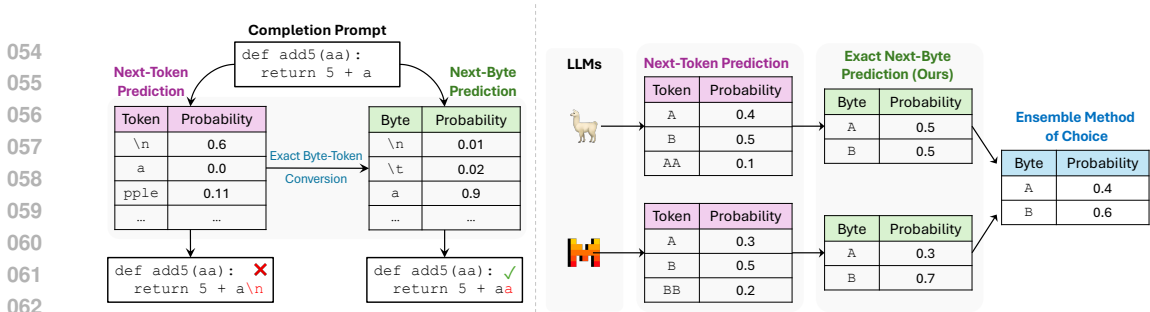 054
055
056
057
058
059
060
061
062
Completion Prompt
def add5(aa):
return 5 + a
Next-Token
Prediction
Next-Byte
Prediction
Token Probability
\n 0.6
a 0.0
pple 0.11
... ...
Exact Byte-Token
Conversion
Byte Probability
\n 0.01
\t 0.02
a 0.9
... ...
def add5(aa):
return 5 + a\n
def add5(aa):
return 5 + aa
LLMs
Next-Token Prediction
Token Probability
A 0.4
B 0.5
AA 0.1
Token Probability
A 0.3
B 0.5
BB 0.2
Exact Next-Byte
Prediction (Ours)
Byte Probability
A 0.5
B 0.5
Byte Probability
A 0.3
B 0.7
Ensemble Method
of Choice
Byte Probability
A 0.4
B 0.6